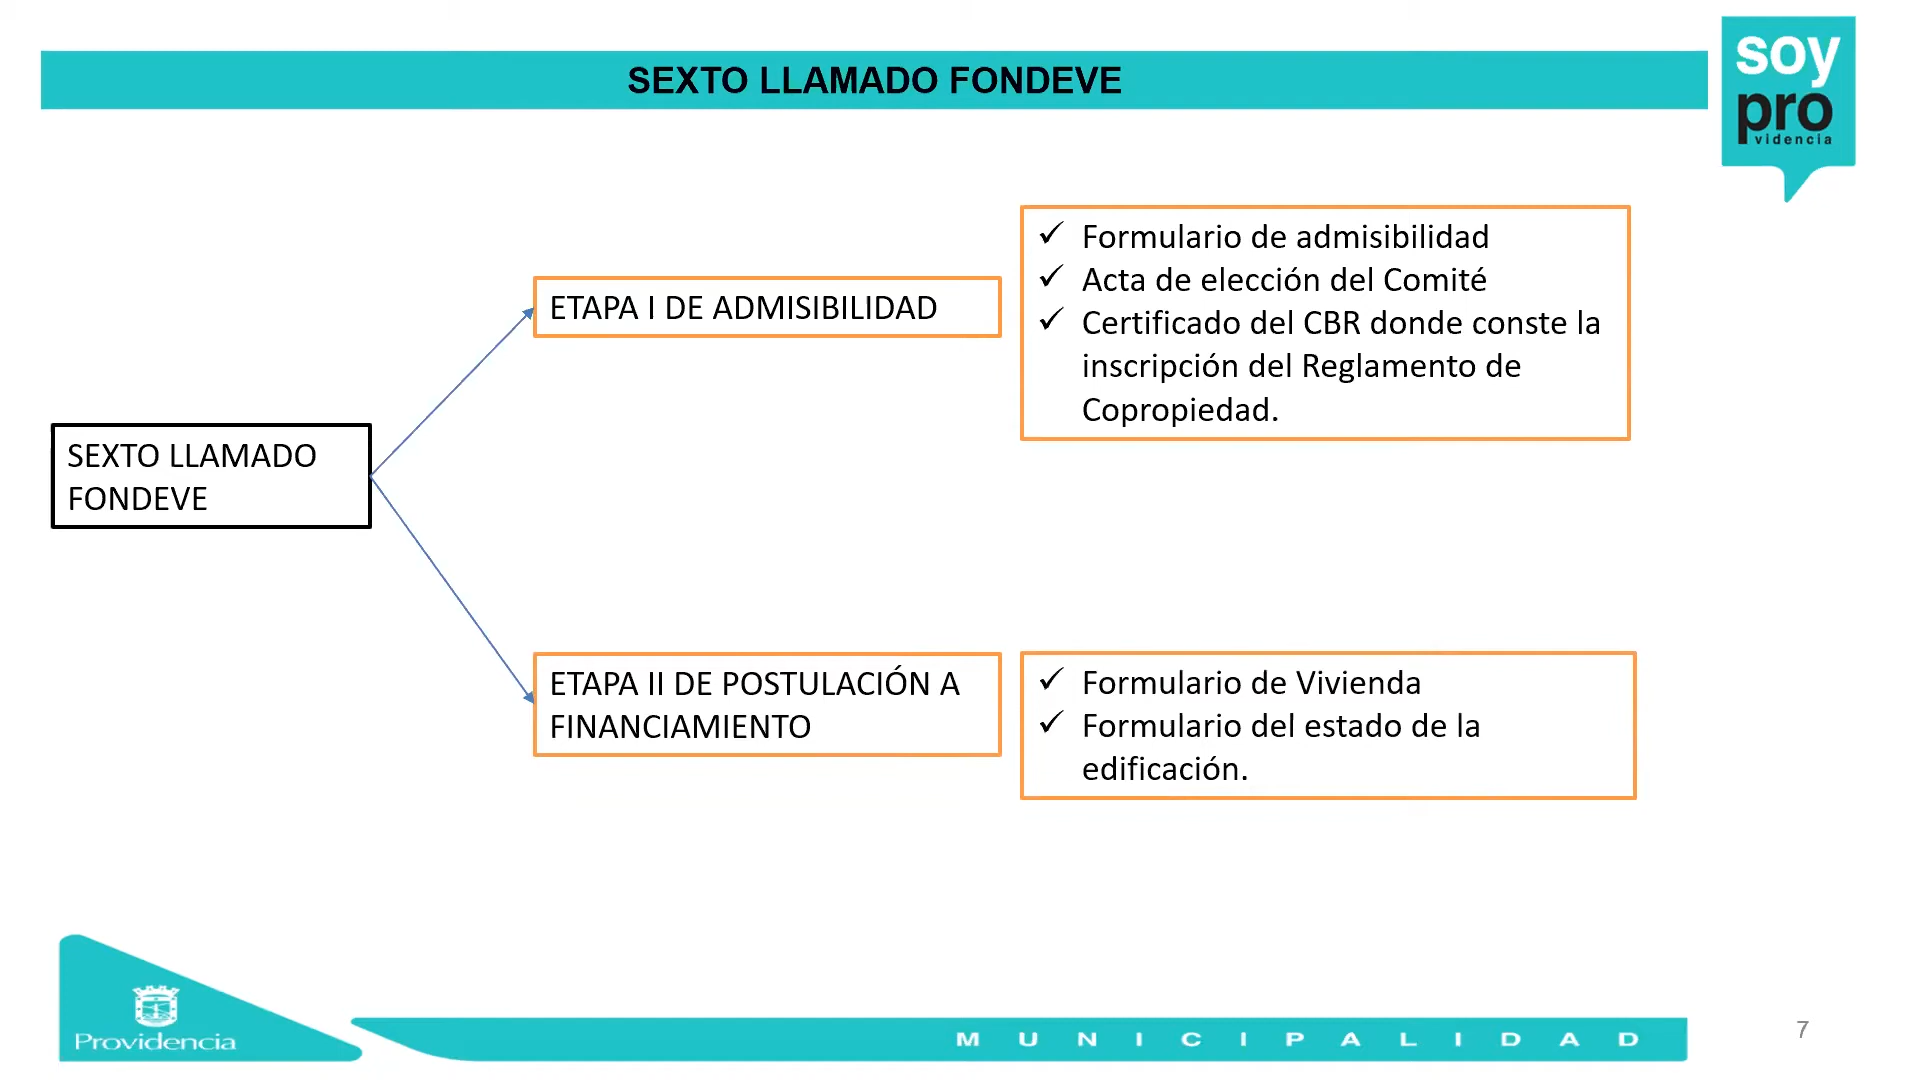 SEXTO LLAMADO FONDEVE
soy
pro
videncia
✓ Formulario de admisibilidad
✓ Acta de elección del Comité
✓ Certificado del CBR donde conste la
inscripción del Reglamento de
Copropiedad.
ETAPA I DE ADMISIBILIDAD
SEXTO LLAMADO
FONDEVE
ETAPA II DE POSTULACIÓN A
FINANCIAMIENTO
✓ Formulario de Vivienda
✓ Formulario del estado de la
edificación.
Providencia
MUNICIPALIDAD
7